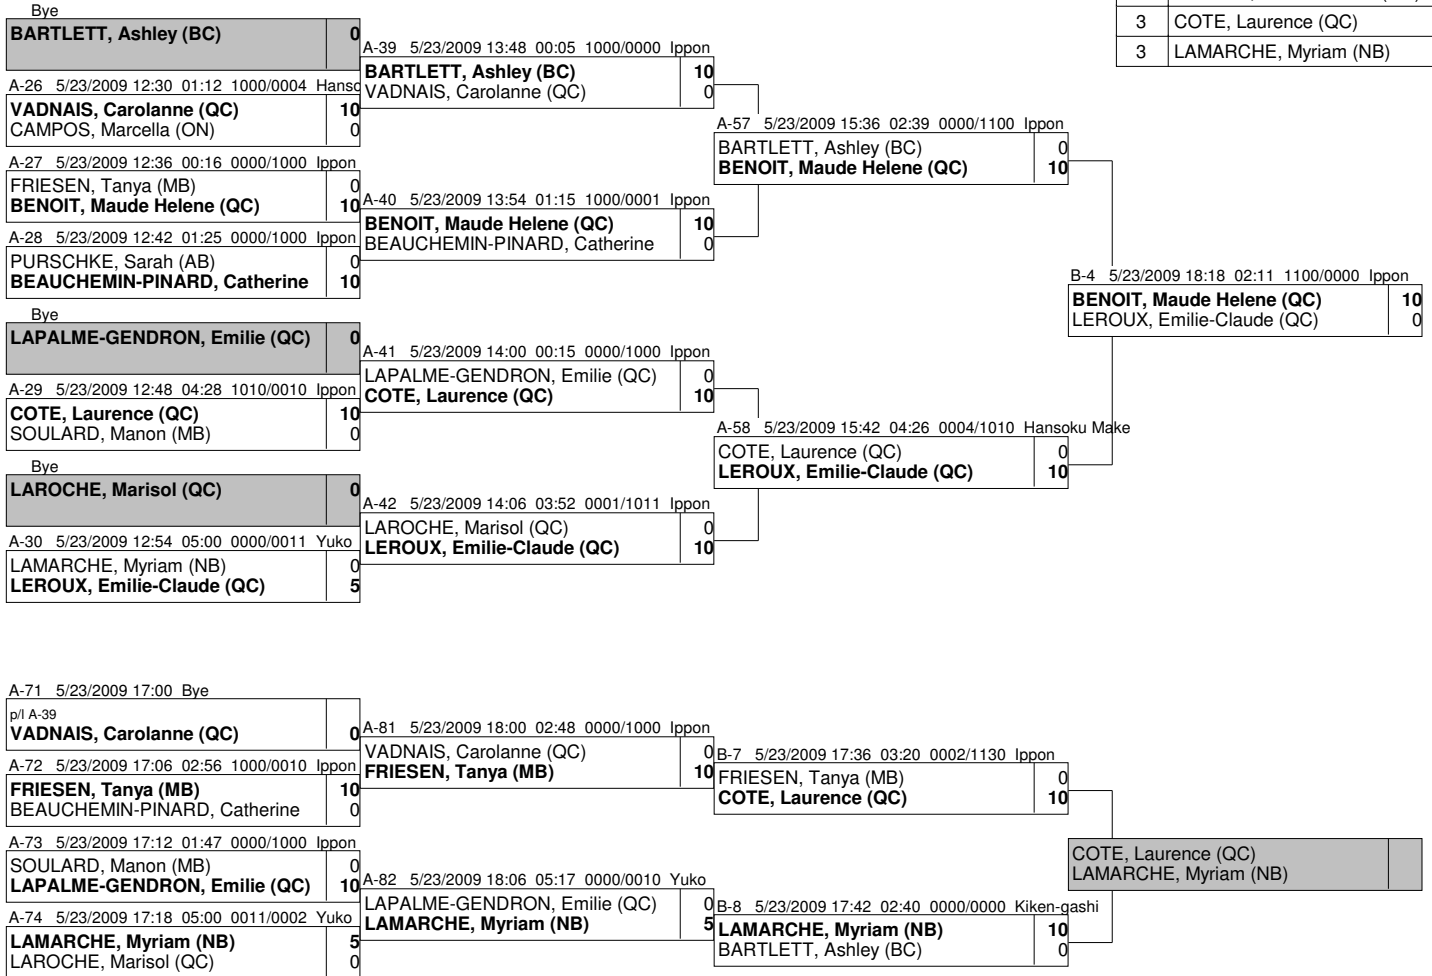 Bye
BARTLETT, Ashley (BC) 0
A-26 5/23/2009 12:30 01:12 1000/0004
VADNAIS, Carolanne (QC) 10
CAMPOS, Marcella (ON) 0
A-27 5/23/2009 12:36 00:16 0000/1000 Ippon
FRIESEN, Tanya (MB) 0
BENOIT, Maude Helene (QC) 10
A-28 5/23/2009 12:42 01:25 0000/1000 Ippon
PURSCHKE, Sarah (AB) 0
BEAUCHEMIN-PINARD, Catherine 10
Bye
LAPALME-GENDRON, Emilie (QC) 0
A-29 5/23/2009 12:48 04:28 1010/0010 Ippon
COTE, Laurence (QC) 10
SOULARD, Manon (MB) 0
Bye
LAROCHE, Marisol (QC) 0
A-30 5/23/2009 12:54 05:00 0000/0011 Yuko
LAMARCHE, Myriam (NB) 0
LEROUX, Emilie-Claude (QC) 5
A-39 5/23/2009 13:48 00:05 1000/0000 Ippon
BARTLETT, Ashley (BC) 10
VADNAIS, Carolanne (QC) 0
A-40 5/23/2009 13:54 01:15 1000/0001 Ippon
BENOIT, Maude Helene (QC) 10
BEAUCHEMIN-PINARD, Catherine 0
A-41 5/23/2009 14:00 00:15 0000/1000 Ippon
LAPALME-GENDRON, Emilie (QC) 0
COTE, Laurence (QC) 10
A-42 5/23/2009 14:06 03:52 0001/1011 Ippon
LAROCHE, Marisol (QC) 0
LEROUX, Emilie-Claude (QC) 10
A-57 5/23/2009 15:36 02:39 0000/1100 Ippon
BARTLETT, Ashley (BC) 0
BENOIT, Maude Helene (QC) 10
A-58 5/23/2009 15:42 04:26 0004/1010 Hansoku Make
COTE, Laurence (QC) 0
LEROUX, Emilie-Claude (QC) 10
B-4 5/23/2009 18:18 02:11 1100/0000 Ippon
BENOIT, Maude Helene (QC) 10
LEROUX, Emilie-Claude (QC) 0
3 COTE, Laurence (QC)
3 LAMARCHE, Myriam (NB)
A-71 5/23/2009 17:00 Bye
p/l A-39
VADNAIS, Carolanne (QC) 0
A-72 5/23/2009 17:06 02:56 1000/0010 Ippon
FRIESEN, Tanya (MB) 10
BEAUCHEMIN-PINARD, Catherine 0
A-73 5/23/2009 17:12 01:47 0000/1000 Ippon
SOULARD, Manon (MB) 0
LAPALME-GENDRON, Emilie (QC) 10
A-74 5/23/2009 17:18 05:00 0011/0002 Yuko
LAMARCHE, Myriam (NB) 5
LAROCHE, Marisol (QC) 0
A-81 5/23/2009 18:00 02:48 0000/1000 Ippon
VADNAIS, Carolanne (QC) 0
FRIESEN, Tanya (MB) 10
A-82 5/23/2009 18:06 05:17 0000/0010 Yuko
LAPALME-GENDRON, Emilie (QC) 0
LAMARCHE, Myriam (NB) 5
B-7 5/23/2009 17:36 03:20 0002/1130 Ippon
FRIESEN, Tanya (MB) 0
COTE, Laurence (QC) 10
B-8 5/23/2009 17:42 02:40 0000/0000 Kiken-gashi
LAMARCHE, Myriam (NB) 10
BARTLETT, Ashley (BC) 0
COTE, Laurence (QC)
LAMARCHE, Myriam (NB)